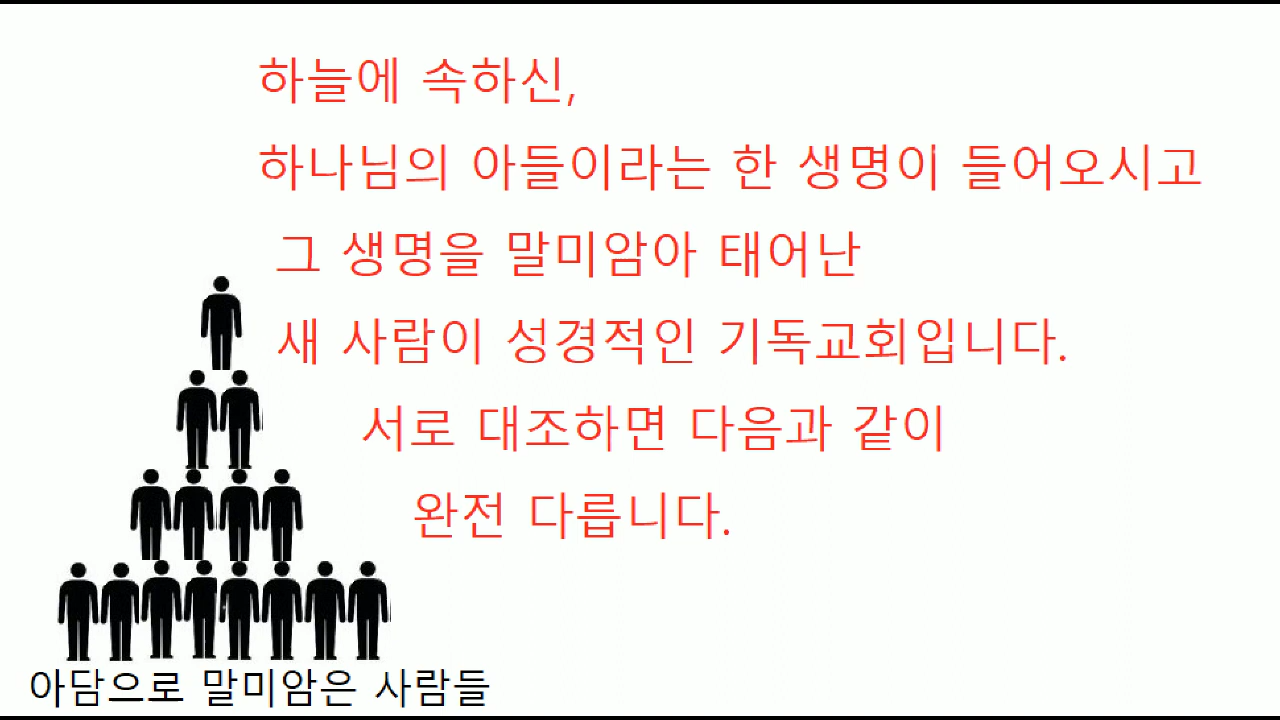 하늘에 속하신,
하나님의 아들이라는 한 생명이 들어오시고
그 생명을 말미암아 태어난
새 사람이 성경적인 기독교회입니다.
서로 대조하면 다음과 같이
완전 다릅니다.
아담으로 말미암은 사람들